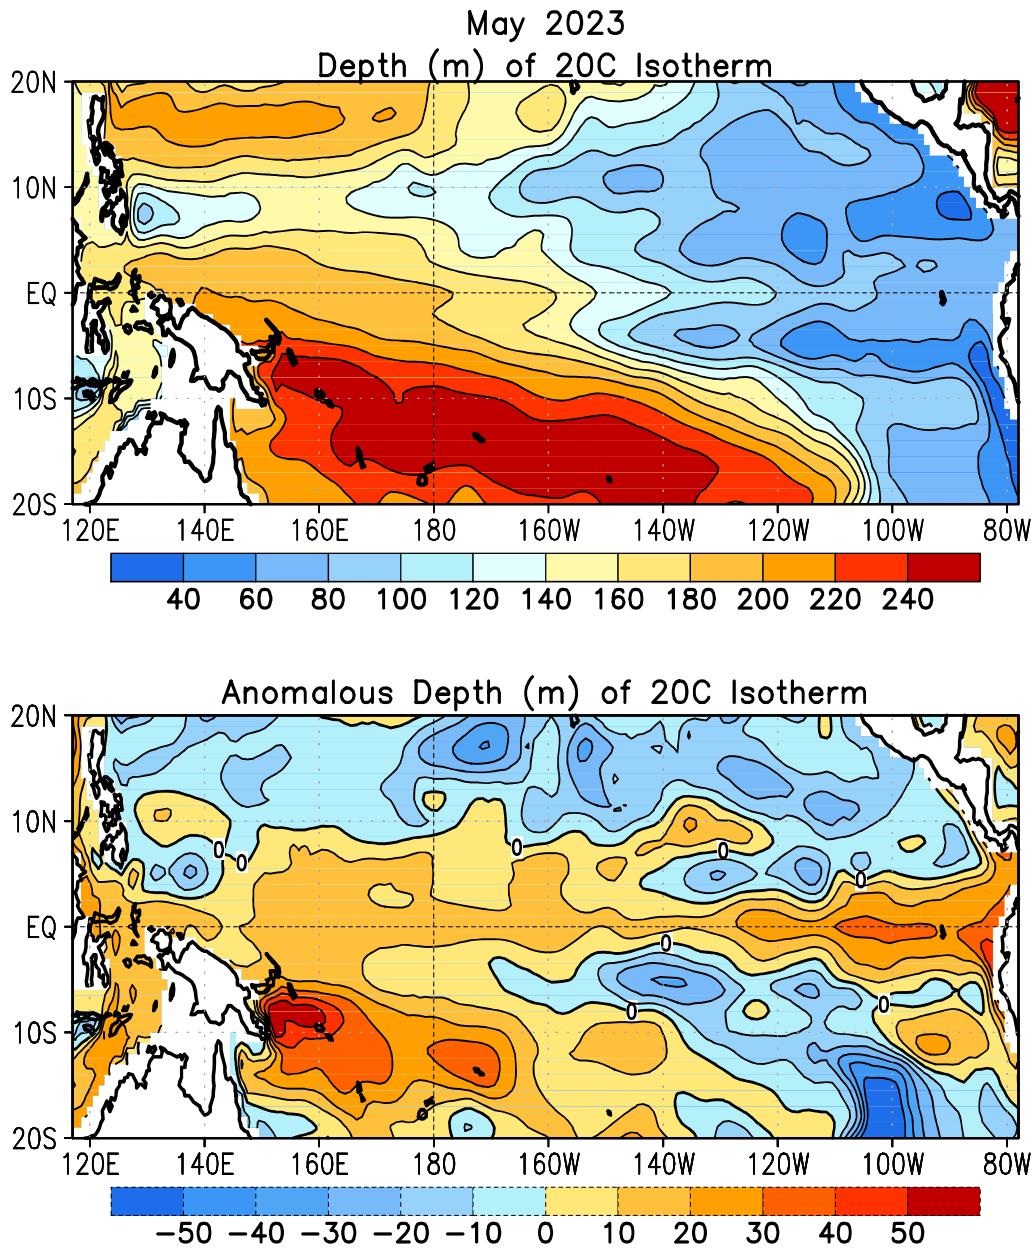 May 2023
Depth (m) of 20C Isotherm
20N
10N
EQ
10S
20S
120E 140E 160E 180 160W 140W 120W 100W 80W
40 60 80 100 120 140 160 180 200 220 240
Anomalous Depth (m) of 20C Isotherm
20N
0 0 0 0
10N
0
EQ
0
0 0
10S
20S
120E 140E 160E 180 160W 140W 120W 100W 80W
-50 -40 -30 -20 -10 0 10 20 30 40 50